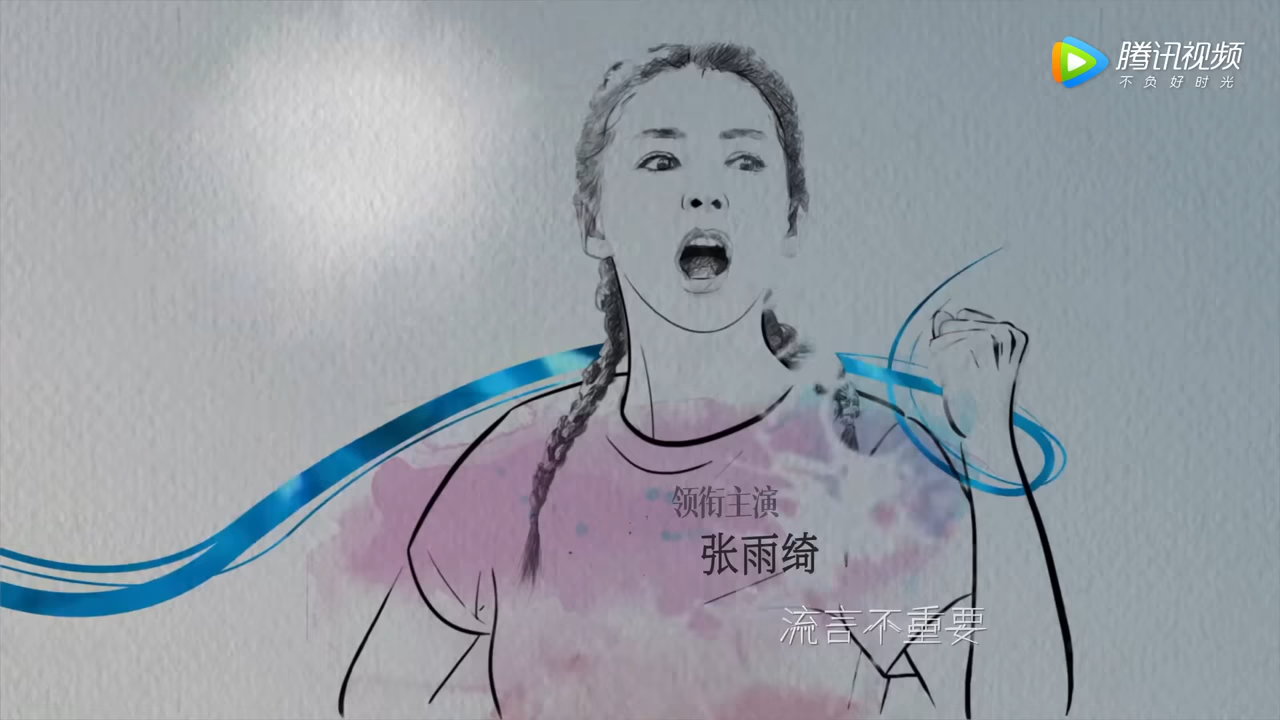 腾讯视频
不负好时光
领衔主演
张雨绮
流言不重要